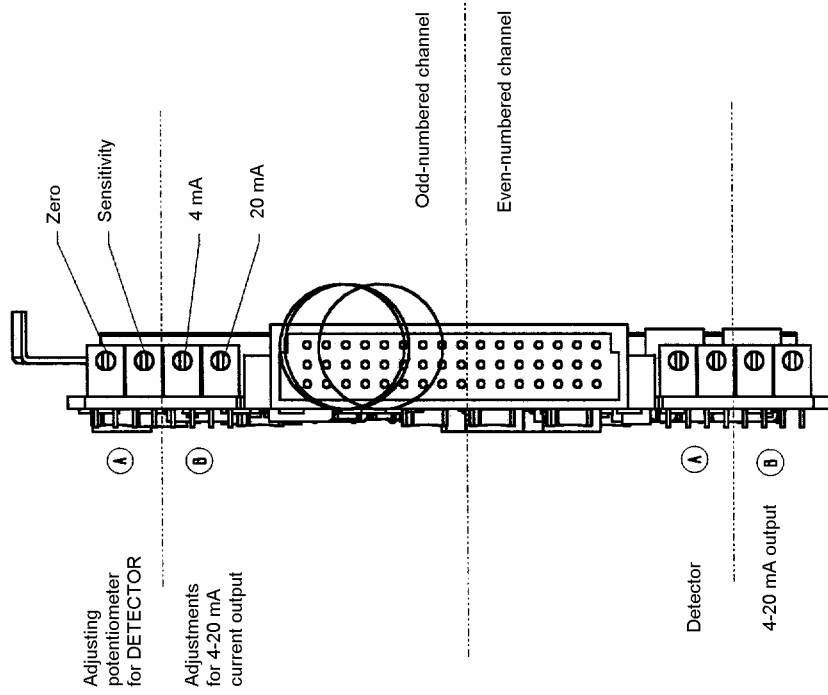 Zero
Sensitivity
4 mA
20 mA
Odd-numbered channel
Even-numbered channel
A
B
A
B
Adjusting
potentiometer
for DETECTOR
Adjustments
for 4-20 mA
current output
Detector
4-20 mA output